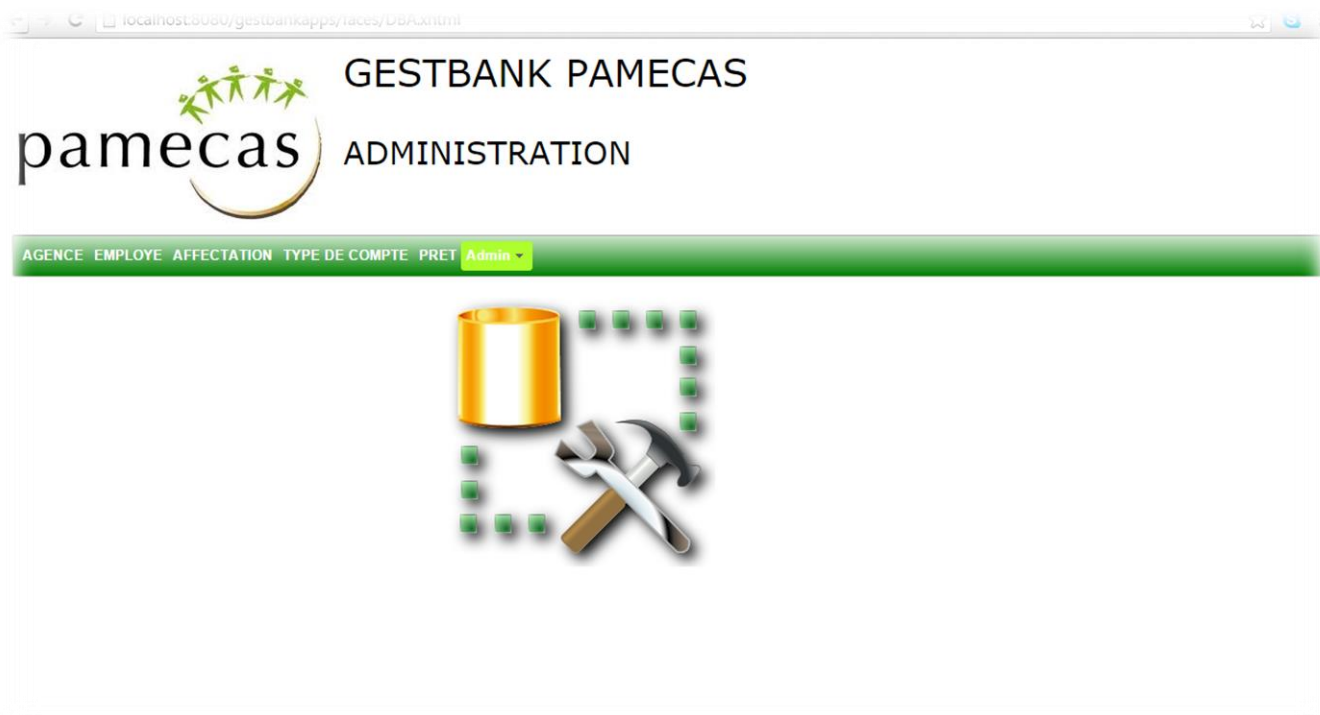 localhost:8080/gestbankapps/faces/DBA.xhtml
GESTBANK PAMECAS
pamecas
ADMINISTRATION
AGENCE EMPLOYE AFFECTATION TYPE DE COMPTE PRET Admin